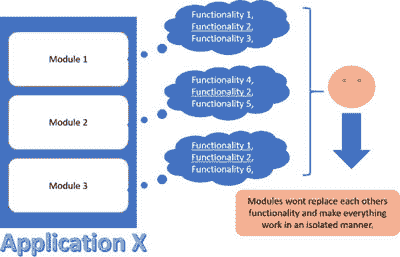 Module 1
Module 2
Module 3
Application X
Functionality 1,
Functionality 2,
Functionality 3,
Functionality 4,
Functionality 2,
Functionality 5,
Functionality 1,
Functionality 2,
Functionality 6,
Modules wont replace each others
functionality and make everything
work in an isolated manner,